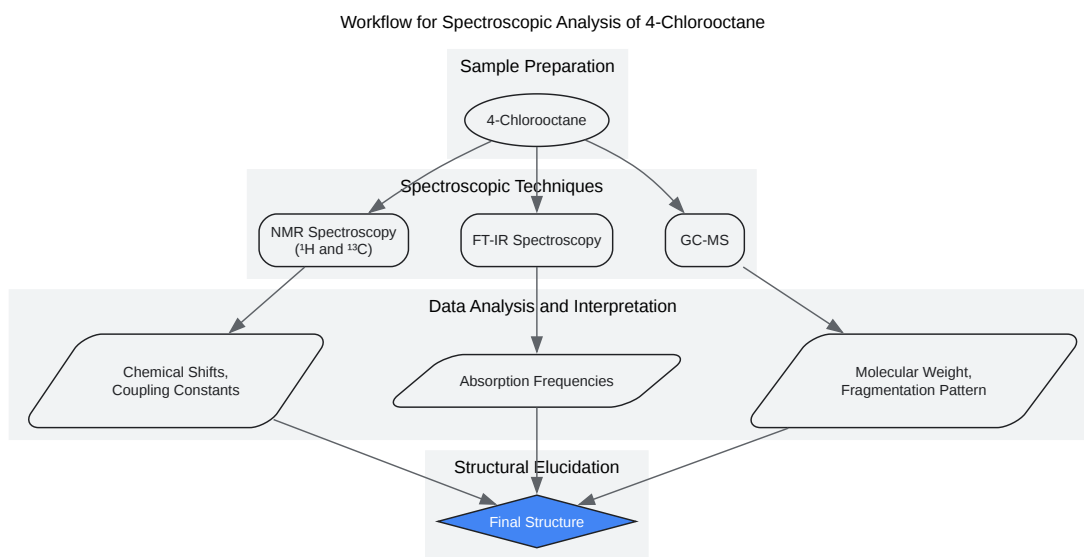 Workflow for Spectroscopic Analysis of 4-Chlorooctane
Sample Preparation
4-Chlorooctane
Spectroscopic Techniques
NMR Spectroscopy
(¹H and ¹³C)
FT-IR Spectroscopy
GC-MS
Data Analysis and Interpretation
Chemical Shifts,
Coupling Constants
Absorption Frequencies
Molecular Weight,
Fragmentation Pattern
Structural Elucidation
Final Structure